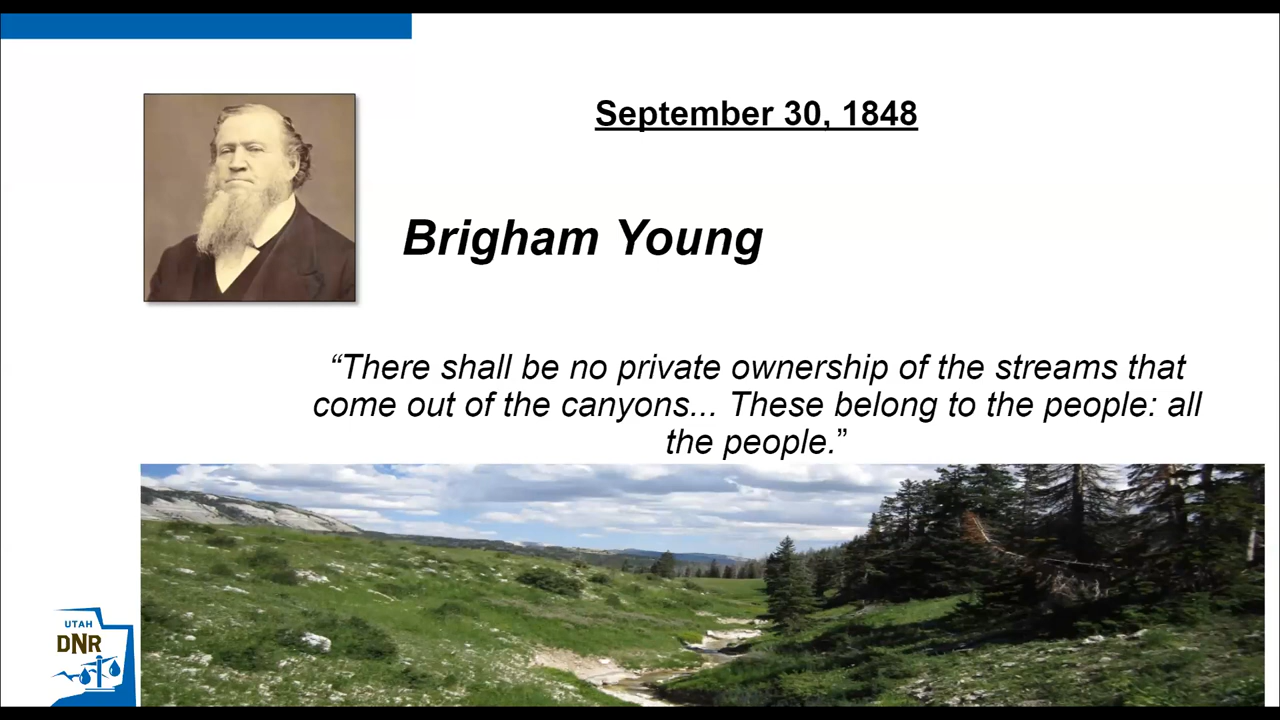 September 30, 1848
Brigham Young
“There shall be no private ownership of the streams that
come out of the canyons... These belong to the people: all
the people.”
UTAH
DNR